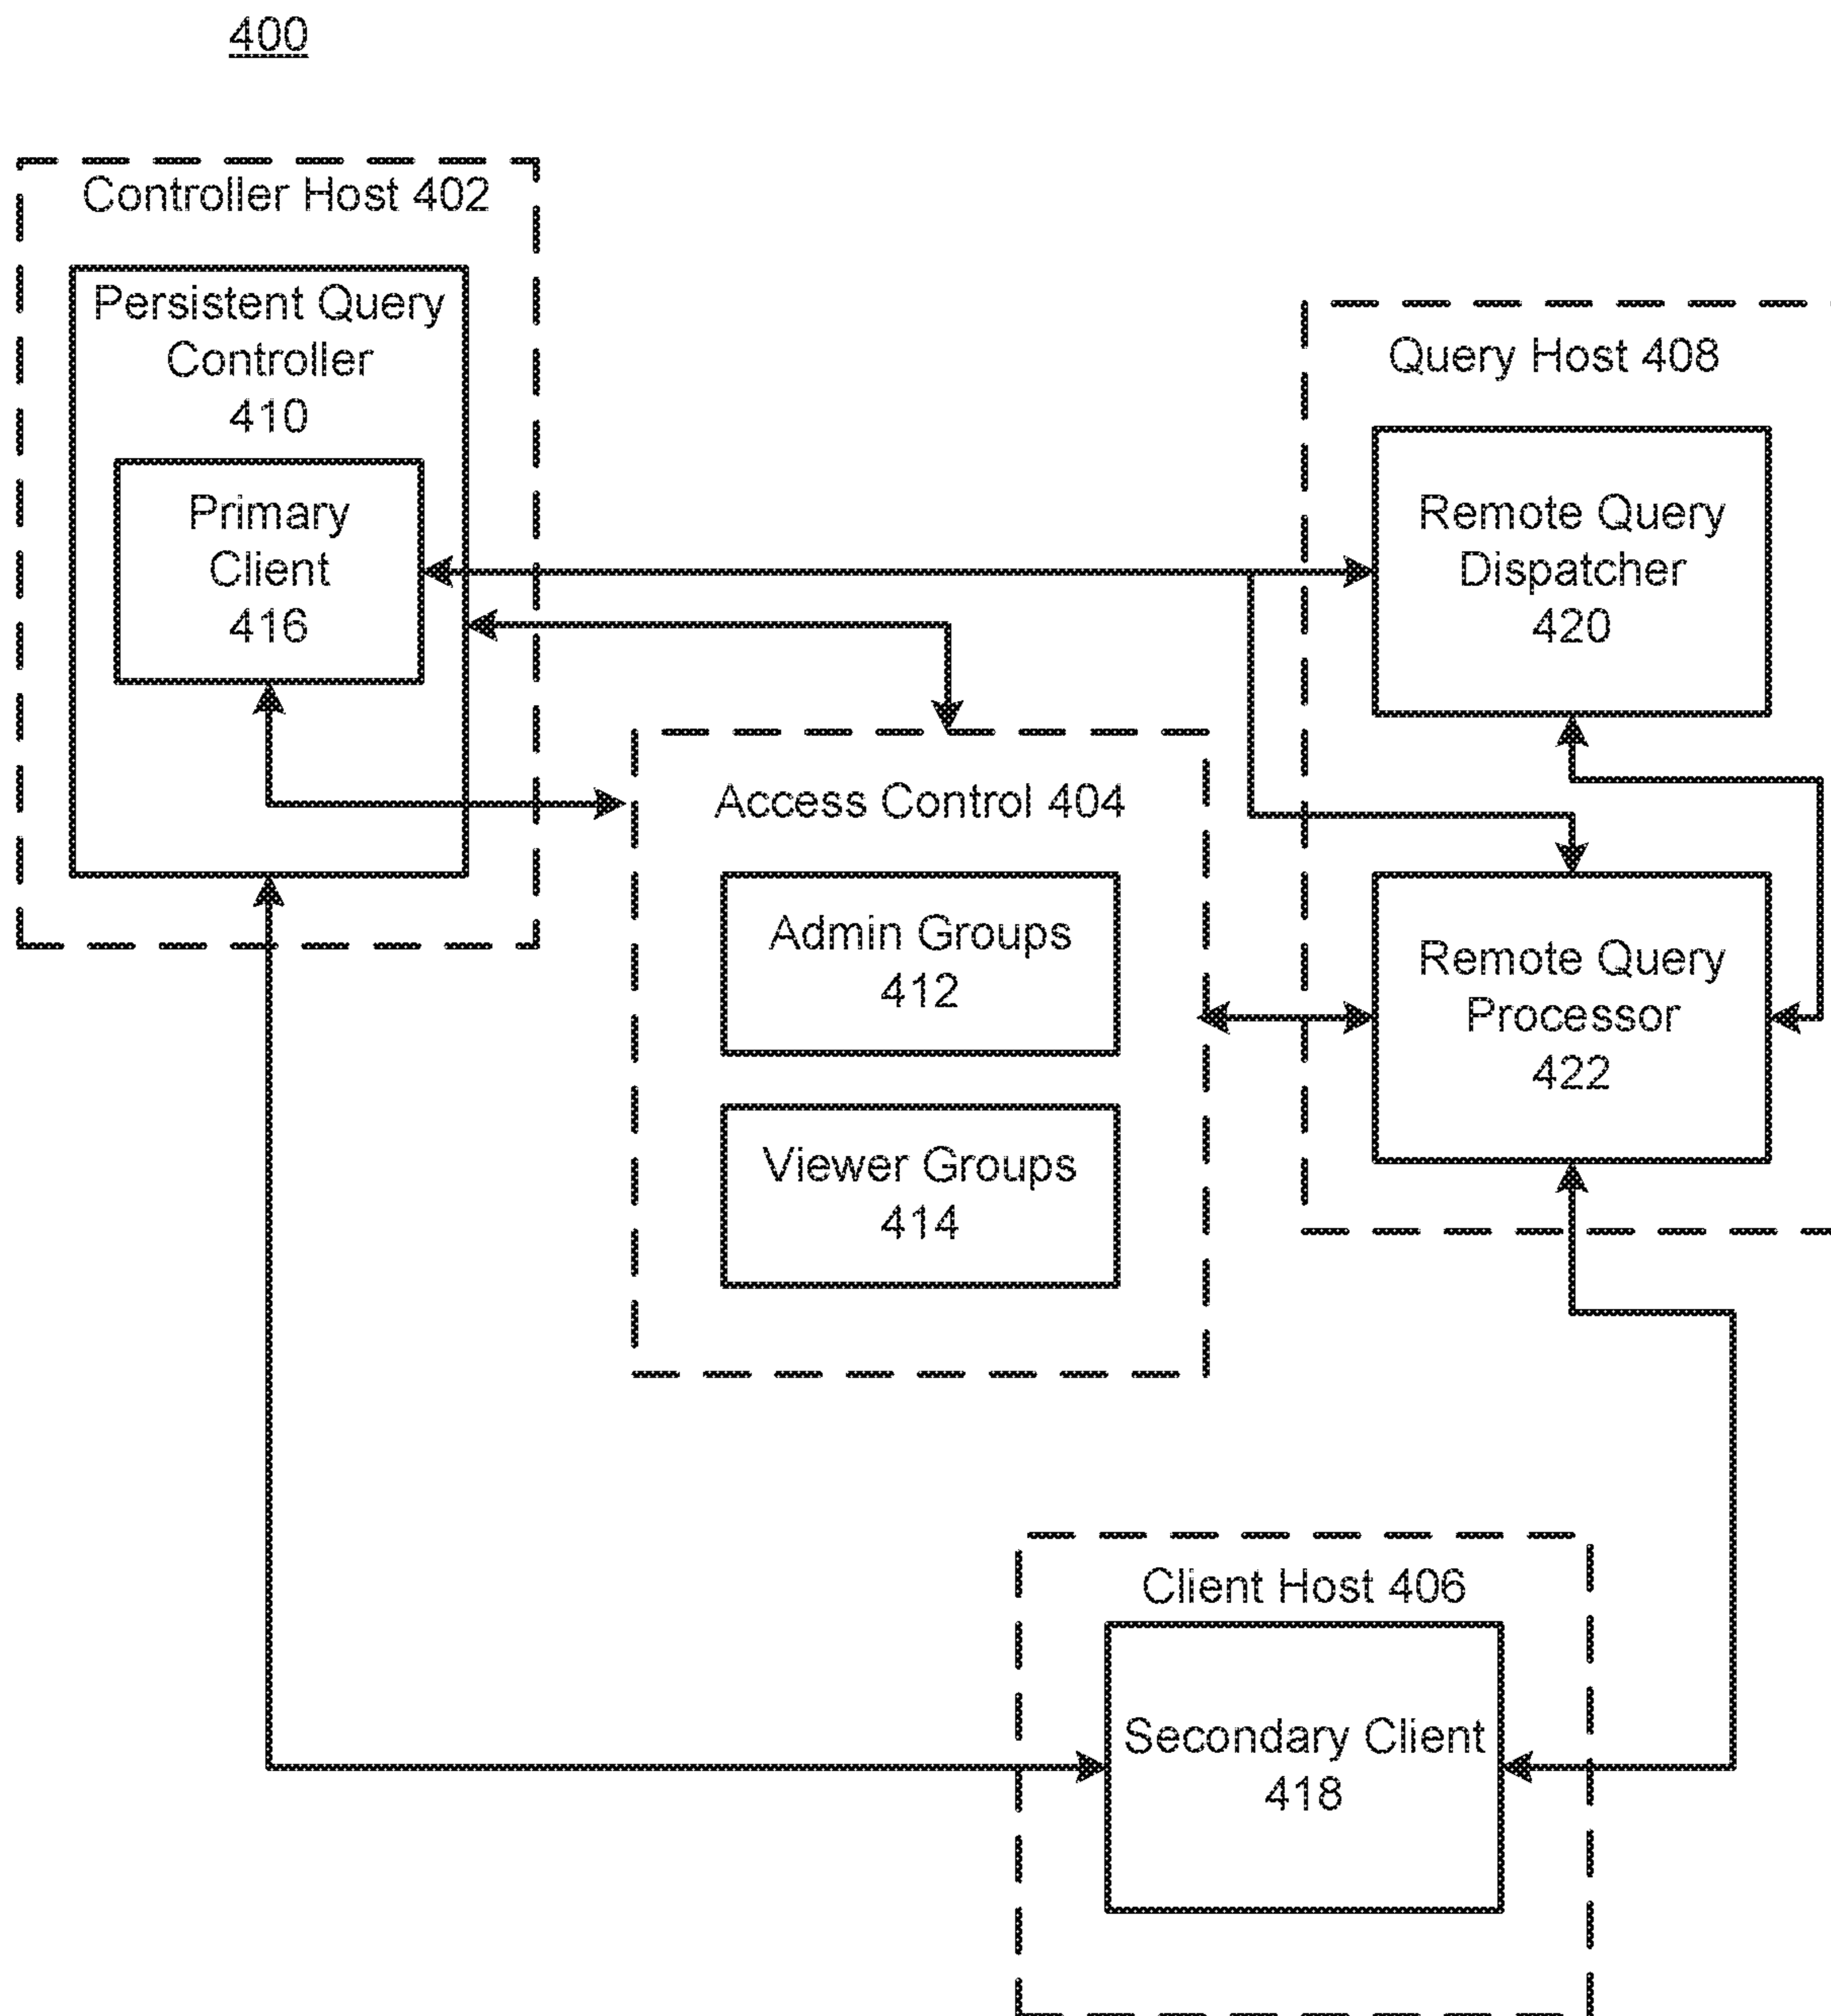 400
Controller Host 402
Persistent Query
Controller
410
Primary
Client
416
Query Host 408
Remote Query
Dispatcher
420
Access Control 404
Admin Groups
412
Viewer Groups
414
Remote Query
Processor
422
Client Host 406
Secondary Client
418